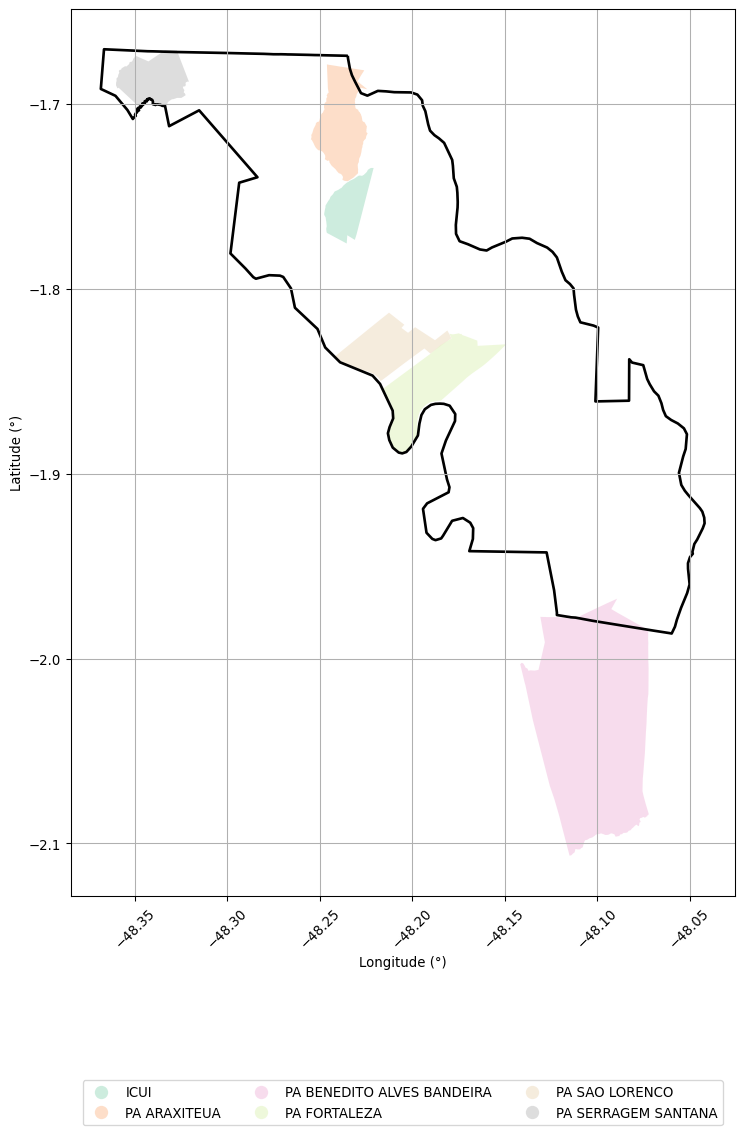 −1.7
−1.8
−1.9
−2.0
−2.1
Latitude (°)
−48.35
−48.30
−48.25
−48.20
−48.15
−48.10
−48.05
Longitude (°)
ICUI
PA ARAXITEUA
PA BENEDITO ALVES BANDEIRA
PA FORTALEZA
PA SAO LORENCO
PA SERRAGEM SANTANA